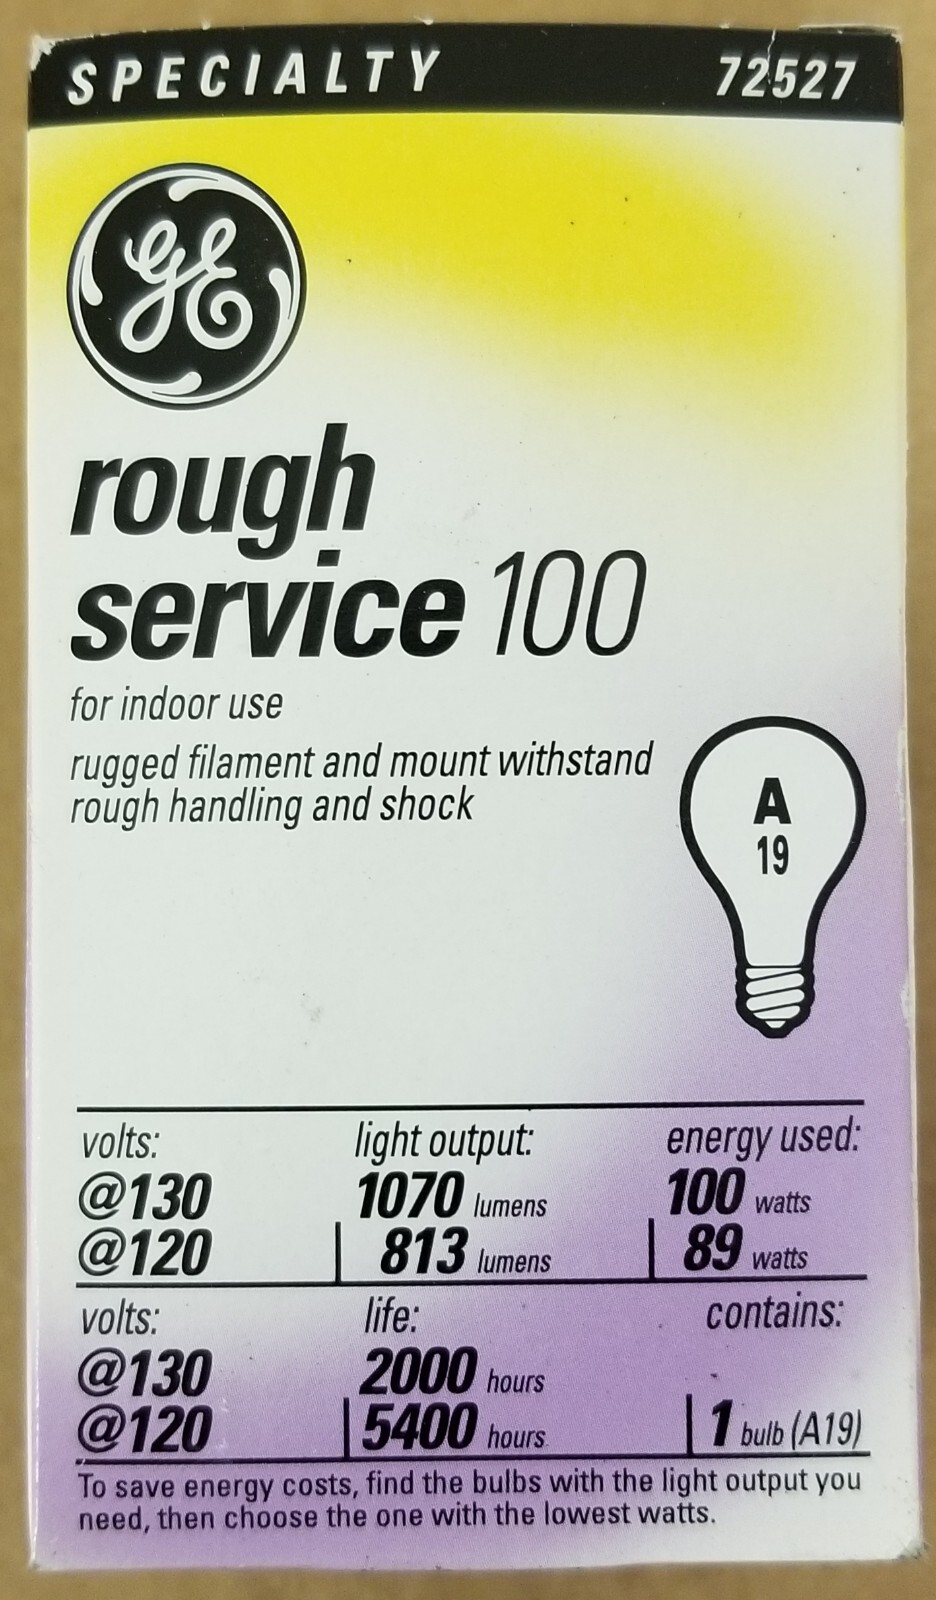 SPECIALTY 72527
GE
rough
service 100
for indoor use
rugged filament and mount withstand
rough handling and shock
A
19
volts: light output: energy used:
@130 1070 lumens 100 watts
@120 813 lumens 89 watts
volts: life: contains:
@130 2000 hours
@120 5400 hours 1 bulb (A19)
To save energy costs, find the bulbs with the light output you
need, then choose the one with the lowest watts.